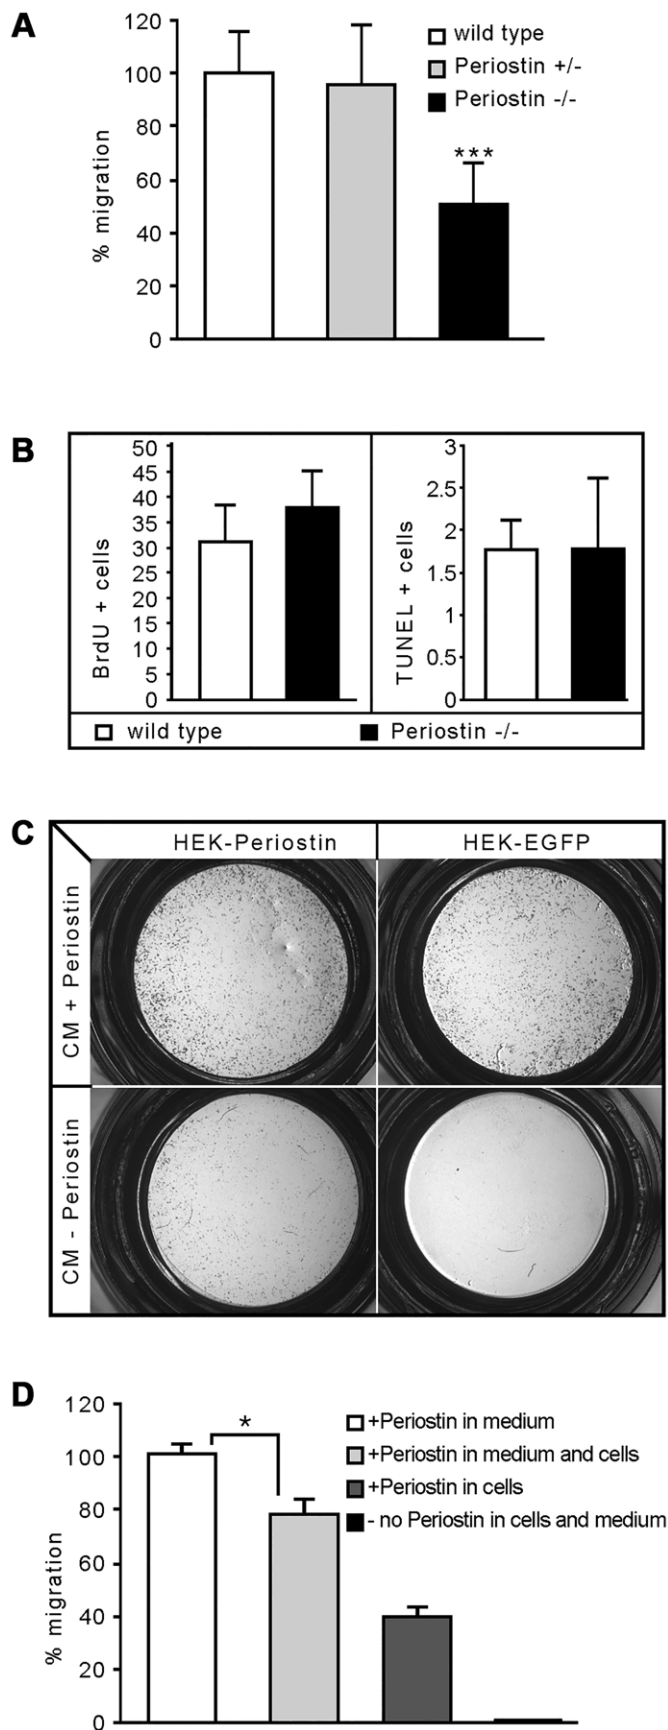 A
120
100
80
60
40
20
0
% migration
wild type
Periostin +/-
Periostin -/-
***
B
50
45
40
35
30
25
20
15
10
5
0
BrdU + cells
3
2.5
2
1.5
1
0.5
0
TUNEL + cells
wild type
Periostin -/-
C
HEK-Periostin
HEK-EGFP
CM + Periostin
CM - Periostin
D
120
100
80
60
40
20
0
% migration
*
+Periostin in medium
+Periostin in medium and cells
+Periostin in cells
- no Periostin in cells and medium